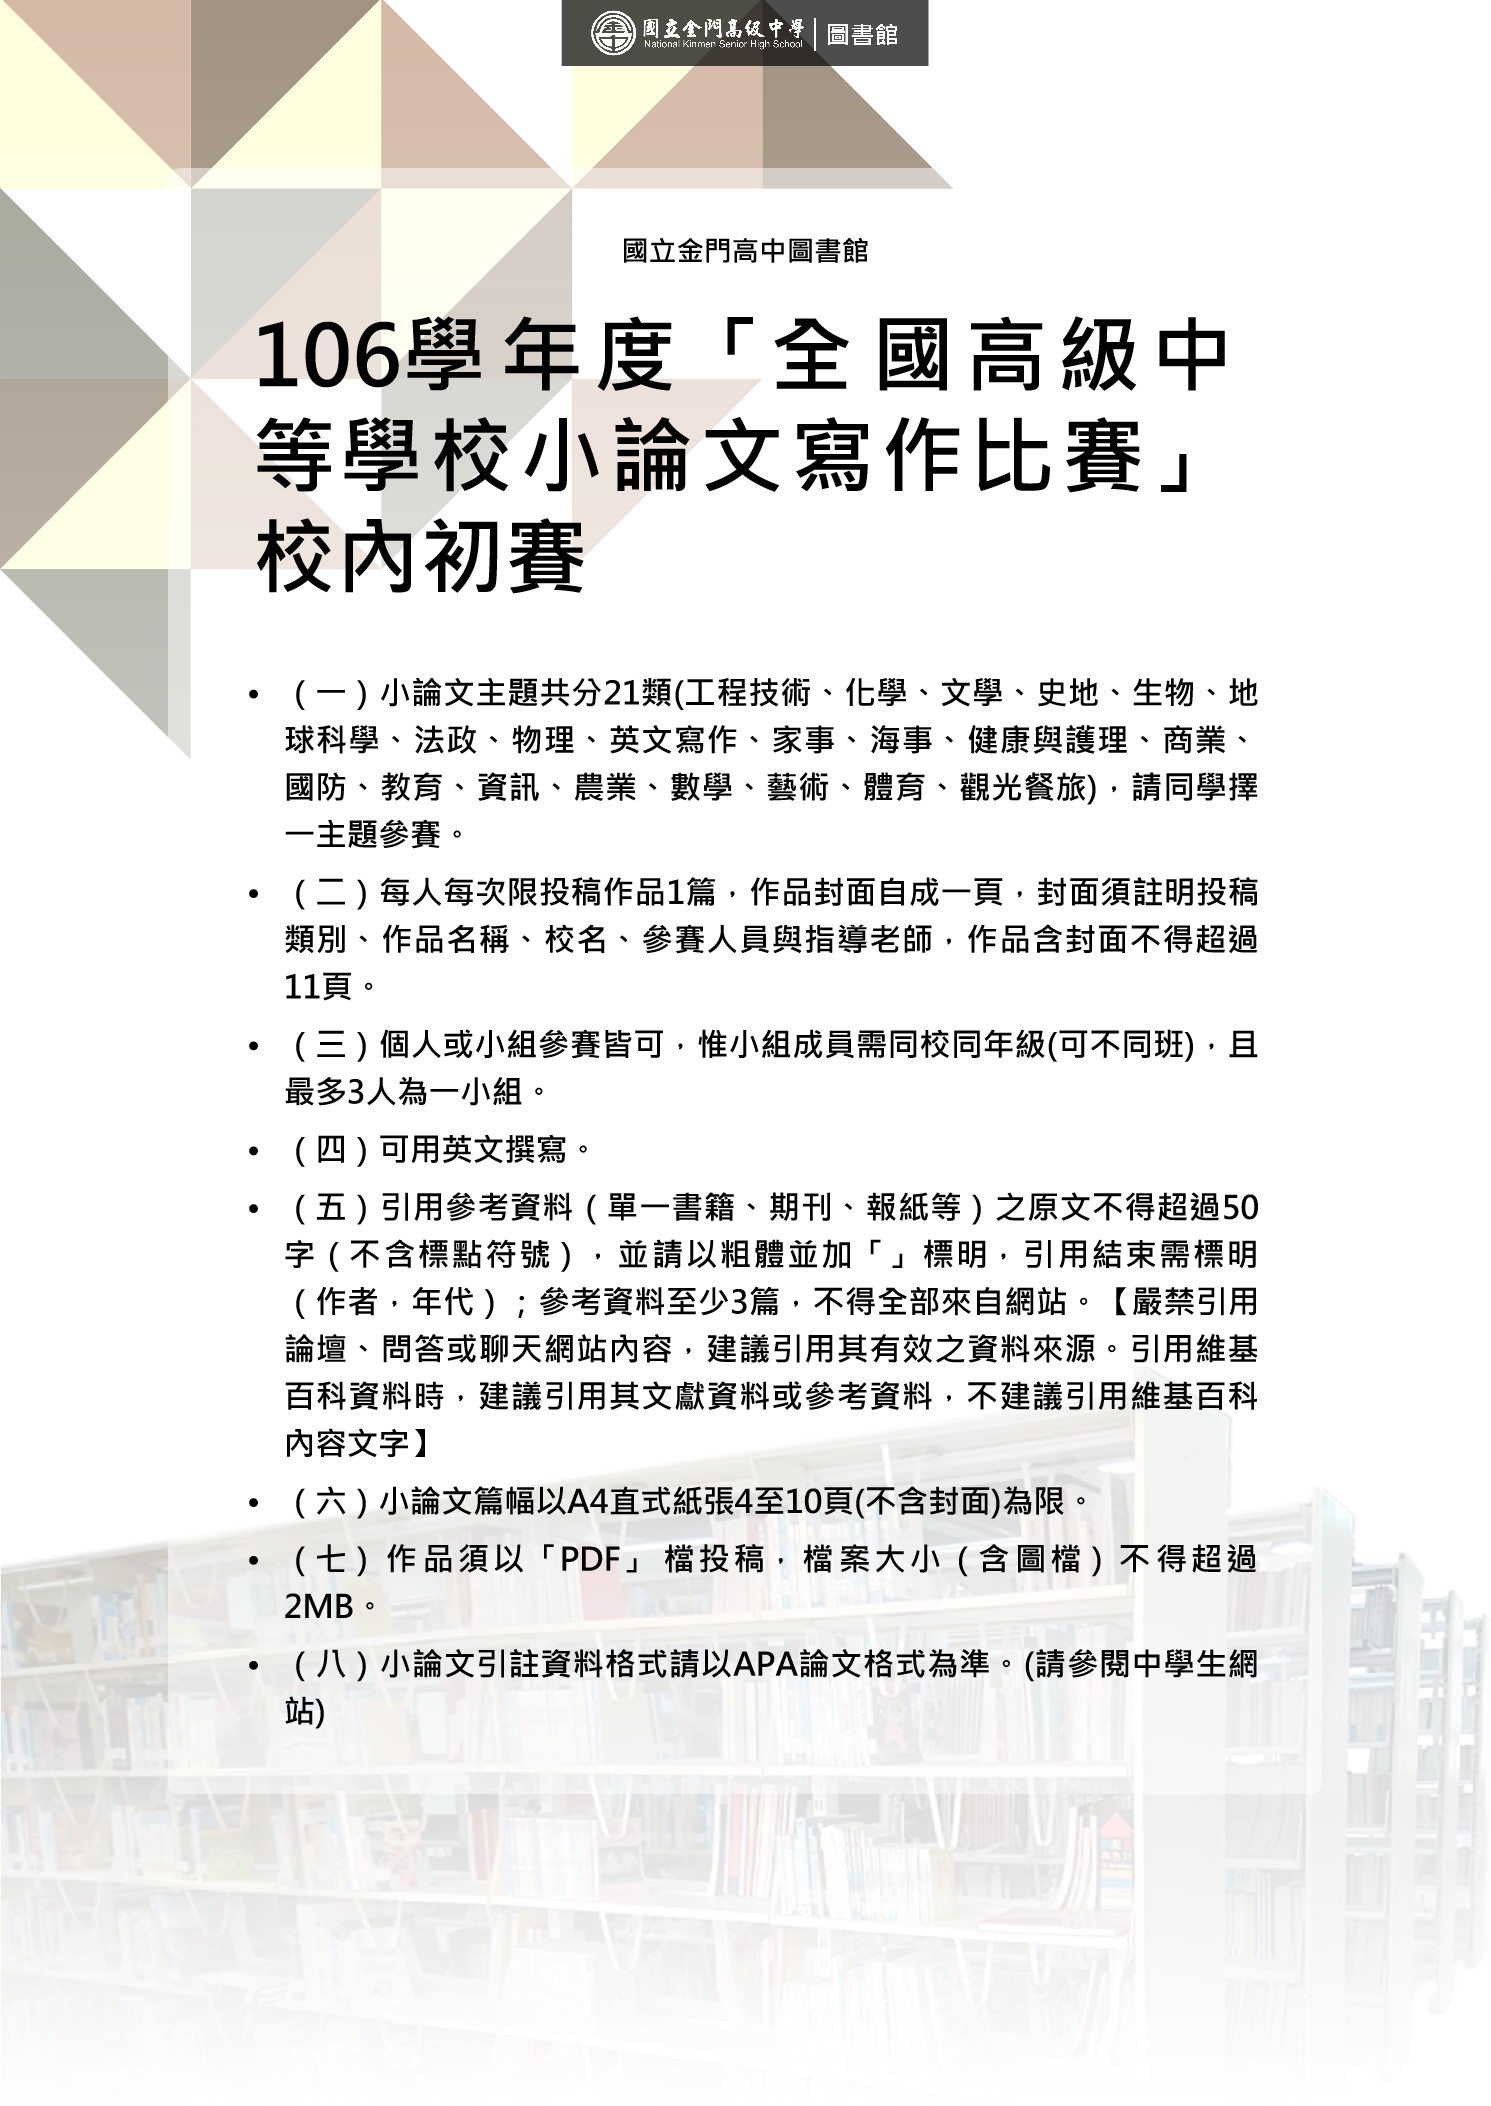 國立金門高級中學 圖書館
National Kinmen Senior High School
國立金門高中圖書館
106學年度「全國高級中
等學校小論文寫作比賽」
校內初賽
• （一）小論文主題共分21類(工程技術、化學、文學、史地、生物、地
球科學、法政、物理、英文寫作、家事、海事、健康與護理、商業、
國防、教育、資訊、農業、數學、藝術、體育、觀光餐旅)，請同學擇
一主題參賽。
• （二）每人每次限投稿作品1篇，作品封面自成一頁，封面須註明投稿
類別、作品名稱、校名、參賽人員與指導老師，作品含封面不得超過
11頁。
• （三）個人或小組參賽皆可，惟小組成員需同校同年級(可不同班)，且
最多3人為一小組。
• （四）可用英文撰寫。
• （五）引用參考資料（單一書籍、期刊、報紙等）之原文不得超過50
字（不含標點符號），並請以粗體並加「」標明，引用結束需標明
（作者，年代）；參考資料至少3篇，不得全部來自網站。【嚴禁引用
論壇、問答或聊天網站內容，建議引用其有效之資料來源。引用維基
百科資料時，建議引用其文獻資料或參考資料，不建議引用維基百科
內容文字】
• （六）小論文篇幅以A4直式紙張4至10頁(不含封面)為限。
• （七）作品須以「PDF」檔投稿，檔案大小（含圖檔）不得超過
2MB。
• （八）小論文引註資料格式請以APA論文格式為準。(請參閱中學生網
站)